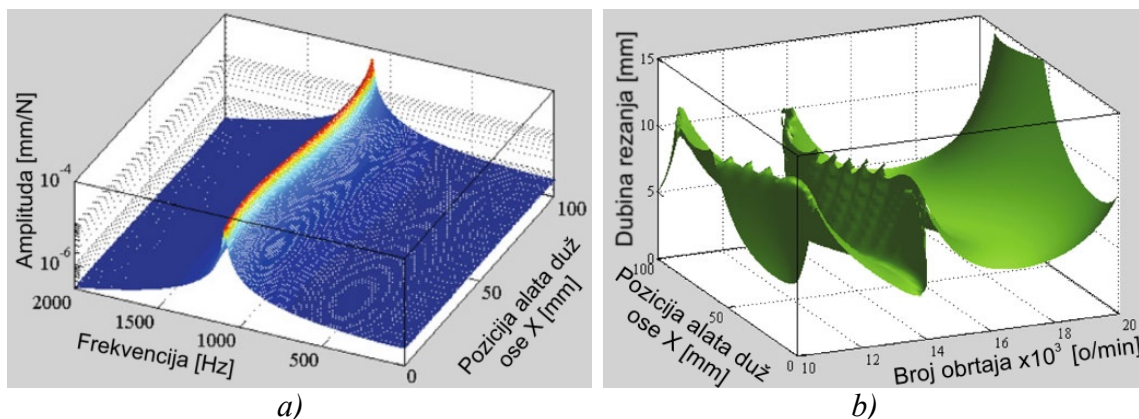 Amplituda [mm/N]
10-4
10-6
2000
1500
1000
500
0
Frekvencija [Hz]
50
100
Pozicija alata duž
ose X [mm]
a)
Dubina rezanja [mm]
15
10
5
0
100
50
0
Pozicija alata duž
ose X [mm]
10
12
14
16
18
20
Broj obrtaja x10³ [o/min]
b)